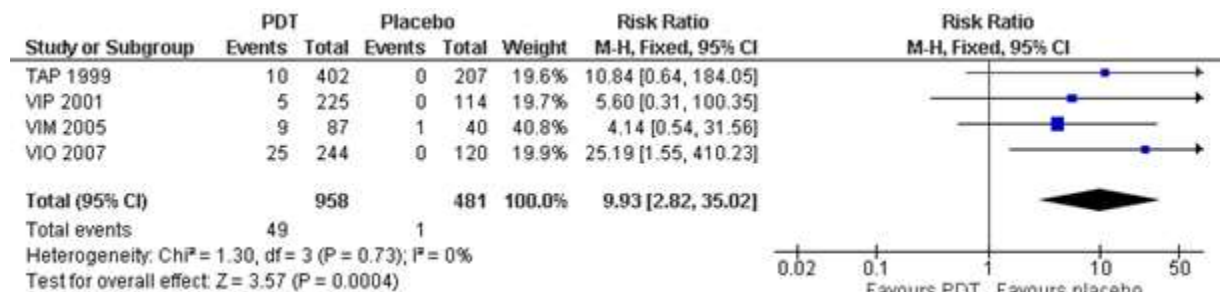 PDT Placebo Risk Ratio Risk Ratio
Study or Subgroup Events Total Events Total Weight M-H, Fixed, 95% CI M-H, Fixed, 95% CI
TAP 1999 10 402 0 207 19.6% 10.84 [0.64, 184.05]
VIP 2001 5 225 0 114 19.7% 5.60 [0.31, 100.35]
VIM 2005 9 87 1 40 40.8% 4.14 [0.54, 31.56]
VIO 2007 25 244 0 120 19.9% 25.19 [1.55, 410.23]
Total (95% CI) 958 481 100.0% 9.93 [2.82, 35.02]
Total events 49 1
Heterogeneity: Chi² = 1.30, df = 3 (P = 0.73); I² = 0%
Test for overall effect: Z = 3.57 (P = 0.0004)
0.02 0.1 1 10 50
Favours PDT Favours placebo